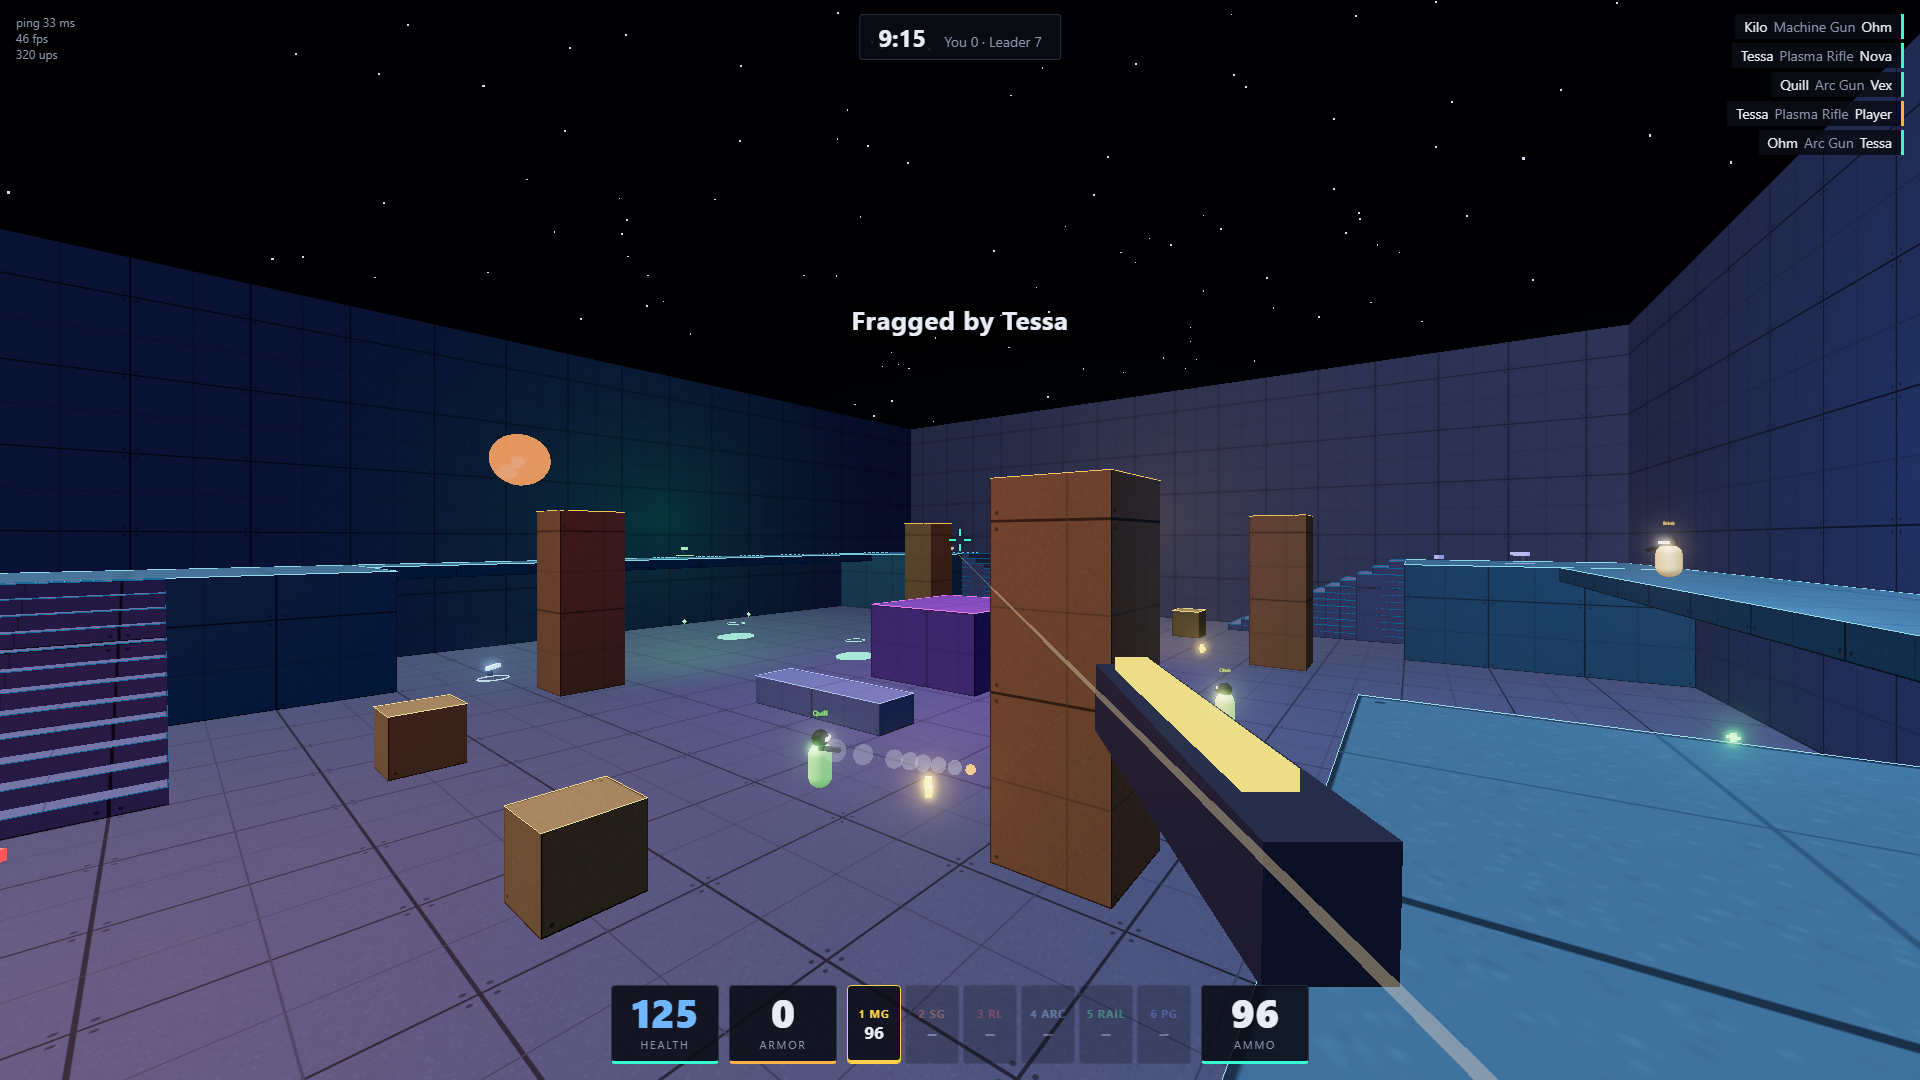 ping 33 ms
46 fps
320 ups
9:15 You 0 · Leader 7
Kilo Machine Gun Ohm
Tessa Plasma Rifle Nova
Quill Arc Gun Vex
Tessa Plasma Rifle Player
Ohm Arc Gun Tessa
Fragged by Tessa
Ohm
Quill
125
HEALTH
0
ARMOR
1 MG
96
2 SG
–
3 RL
–
4 ARC
–
5 RAIL
–
6 PG
–
96
AMMO